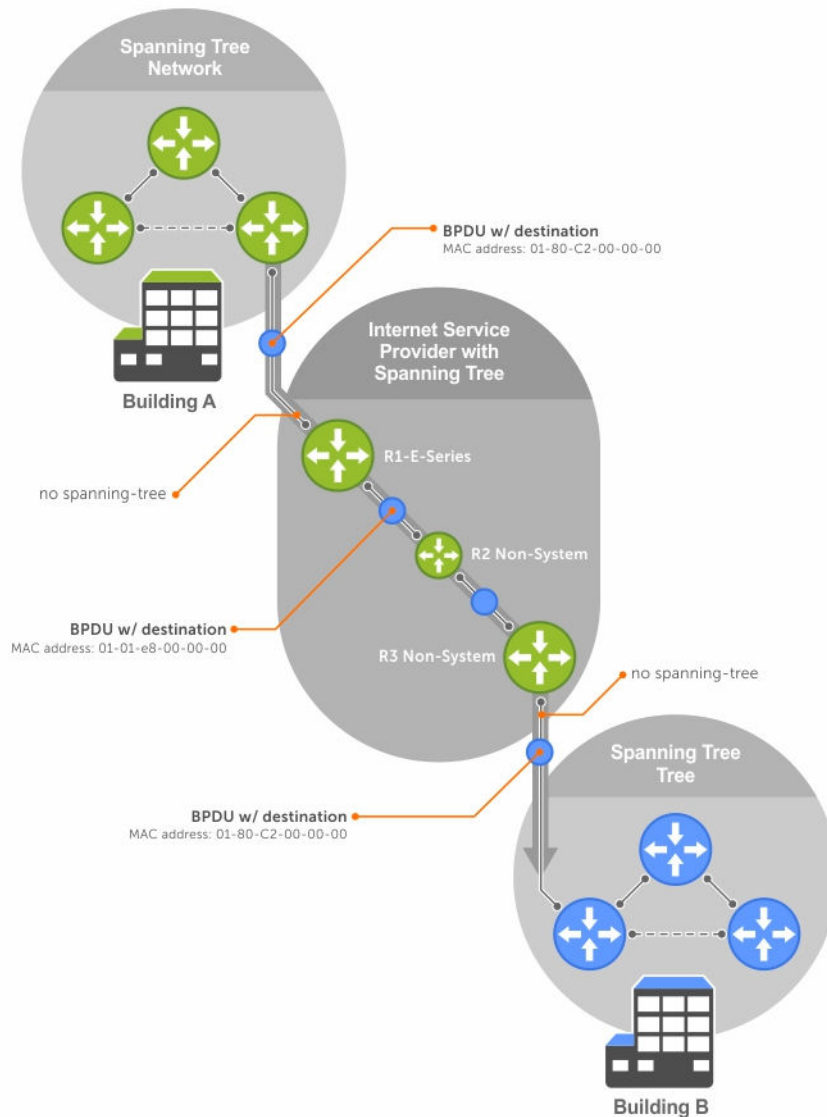 Spanning Tree
Network
BPDU w/ destination
MAC address: 01-80-C2-00-00-00
Internet Service
Provider with
Spanning Tree
Building A
R1-E-Series
no spanning-tree
R2 Non-System
BPDU w/ destination
MAC address: 01-01-e8-00-00-00
R3 Non-System
no spanning-tree
Spanning Tree
Tree
BPDU w/ destination
MAC address: 01-80-C2-00-00-00
Building B